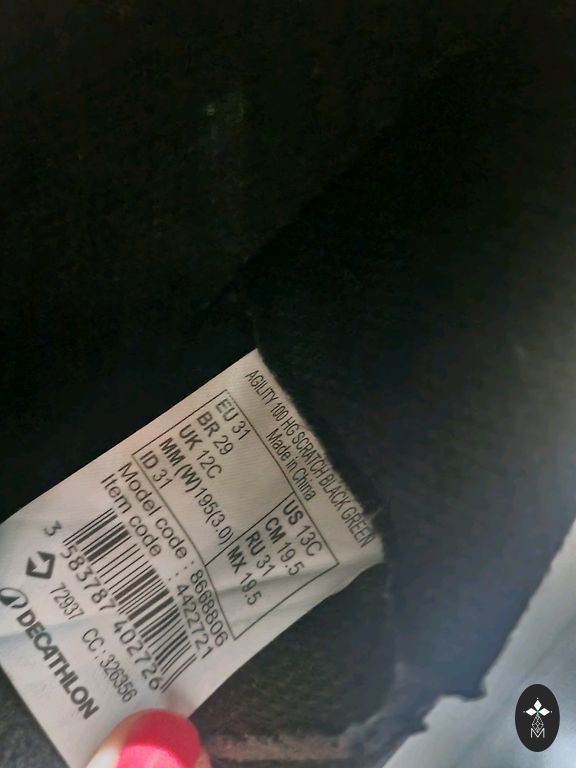 AGILITY 100 HG SCRATCH BLACK GREEN
Made in China
EU 31 US 13C
BR 29 CM 19.5
UK 12C RU 31
MM (W) 195(3.0) MX 19.5
ID 31
Model code : 8668806
Item code : 4422721
3 583787 402726
72937 CC: 326356
DECATHLON
M